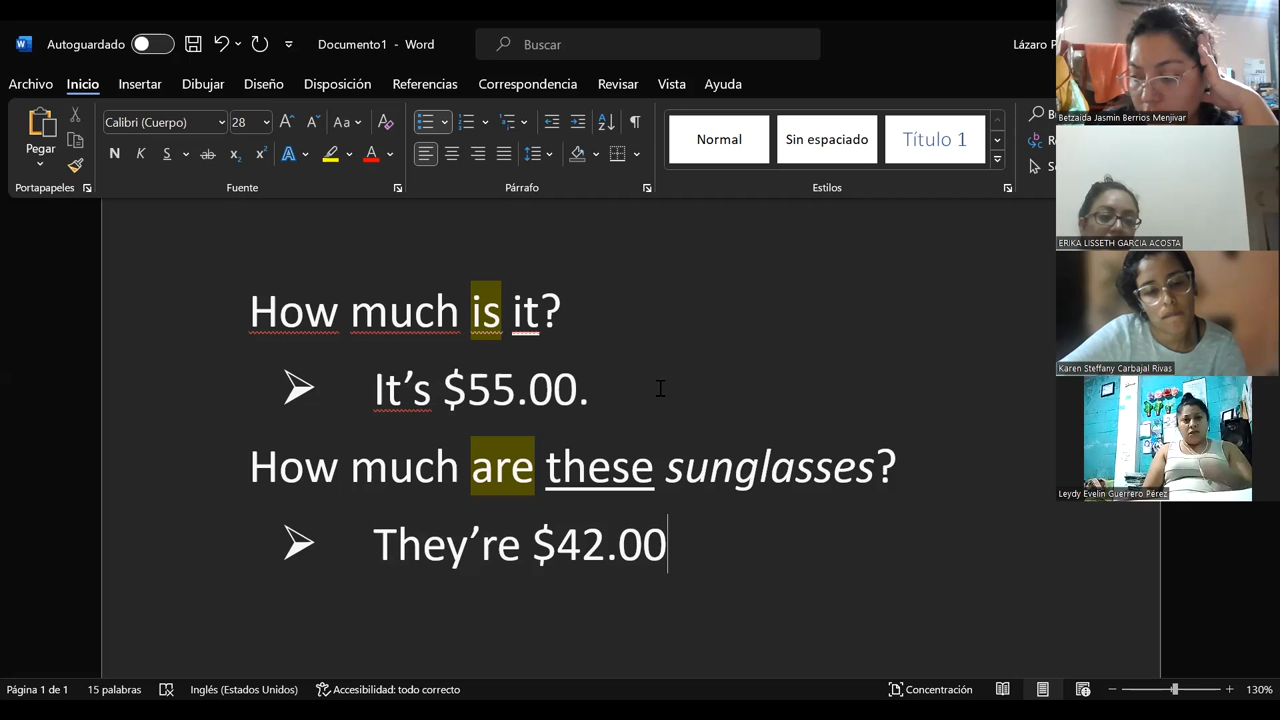 Autoguardado
Documento1 - Word
Buscar
Lázaro P
Archivo Inicio Insertar Dibujar Diseño Disposición Referencias Correspondencia Revisar Vista Ayuda
Calibri (Cuerpo) 28
Pegar
Normal Sin espaciado Título 1
Portapapeles Fuente Párrafo Estilos
How much is it?
➢ It’s $55.00.
How much are these sunglasses?
➢ They’re $42.00
Betzaida Jasmin Berrios Menjivar
ERIKA LISSETH GARCIA ACOSTA
Karen Steffany Carbajal Rivas
Leydy Evelin Guerrero Pérez
Página 1 de 1 15 palabras Inglés (Estados Unidos) Accesibilidad: todo correcto Concentración 130%